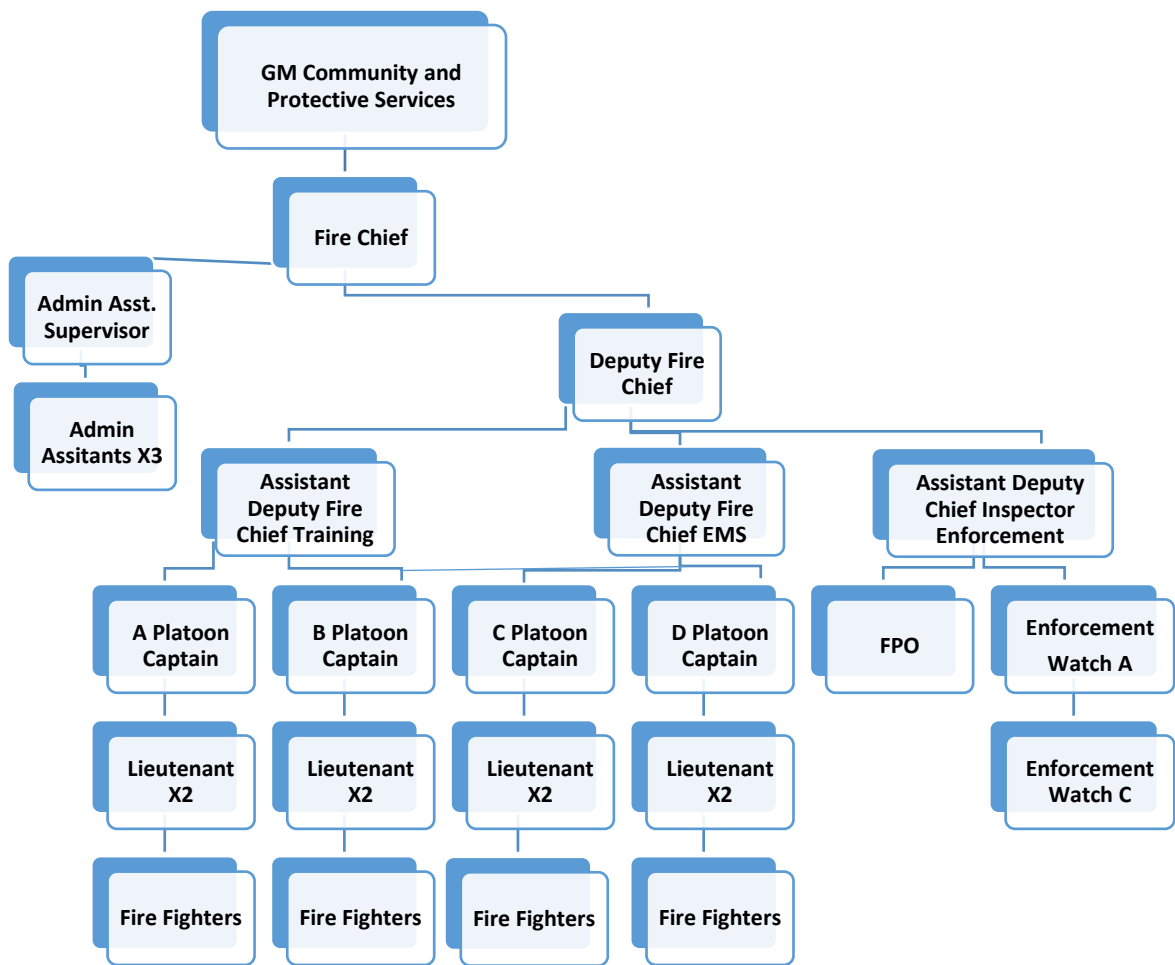 GM Community and
Protective Services
Fire Chief
Admin Asst.
Supervisor
Admin
Assitants X3
Deputy Fire
Chief
Assistant
Deputy Fire
Chief Training
Assistant
Deputy Fire
Chief EMS
Assistant Deputy
Chief Inspector
Enforcement
A Platoon
Captain
B Platoon
Captain
C Platoon
Captain
D Platoon
Captain
FPO
Enforcement
Watch A
Lieutenant
X2
Lieutenant
X2
Lieutenant
X2
Lieutenant
X2
Enforcement
Watch C
Fire Fighters
Fire Fighters
Fire Fighters
Fire Fighters